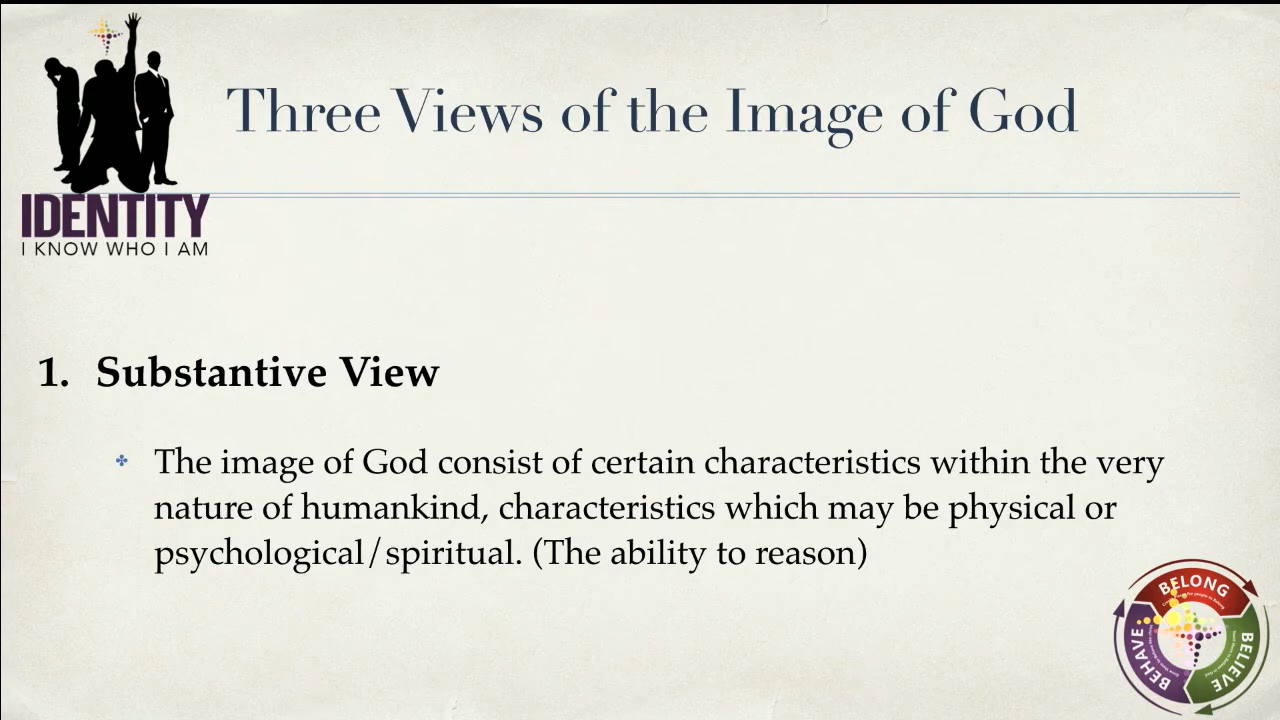 Three Views of the Image of God
IDENTITY
I KNOW WHO I AM
1. Substantive View
The image of God consist of certain characteristics within the very
nature of humankind, characteristics which may be physical or
psychological/spiritual. (The ability to reason)
BELONG
BELIEVE
BEHAVE